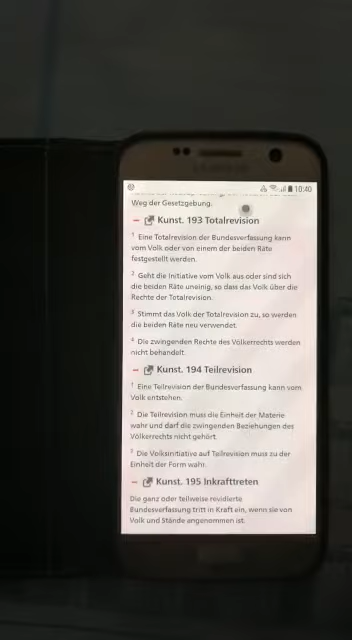 10:40
Weg der Gesetzgebung.
Kunst. 193 Totalrevision
1 Eine Totalrevision der Bundesverfassung kann
vom Volk oder von einem der beiden Räte
festgestellt werden.
2 Geht die Initiative vom Volk aus oder sind sich
die beiden Räte uneinig, so dass das Volk über die
Rechte der Totalrevision.
3 Stimmt das Volk der Totalrevision zu, so werden
die beiden Räte neu verwendet.
4 Die zwingenden Rechte des Völkerrechts werden
nicht behandelt.
Kunst. 194 Teilrevision
1 Eine Teilrevision der Bundesverfassung kann vom
Volk entstehen.
2 Die Teilrevision muss die Einheit der Materie
wahr und darf die zwingenden Beziehungen des
Völkerrechts nicht gehört.
3 Die Volksinitiative auf Teilrevision muss zu der
Einheit der Form wahr.
Kunst. 195 Inkrafttreten
Die ganz oder teilweise revidierte
Bundesverfassung tritt in Kraft ein, wenn sie von
Volk und Stände angenommen ist.